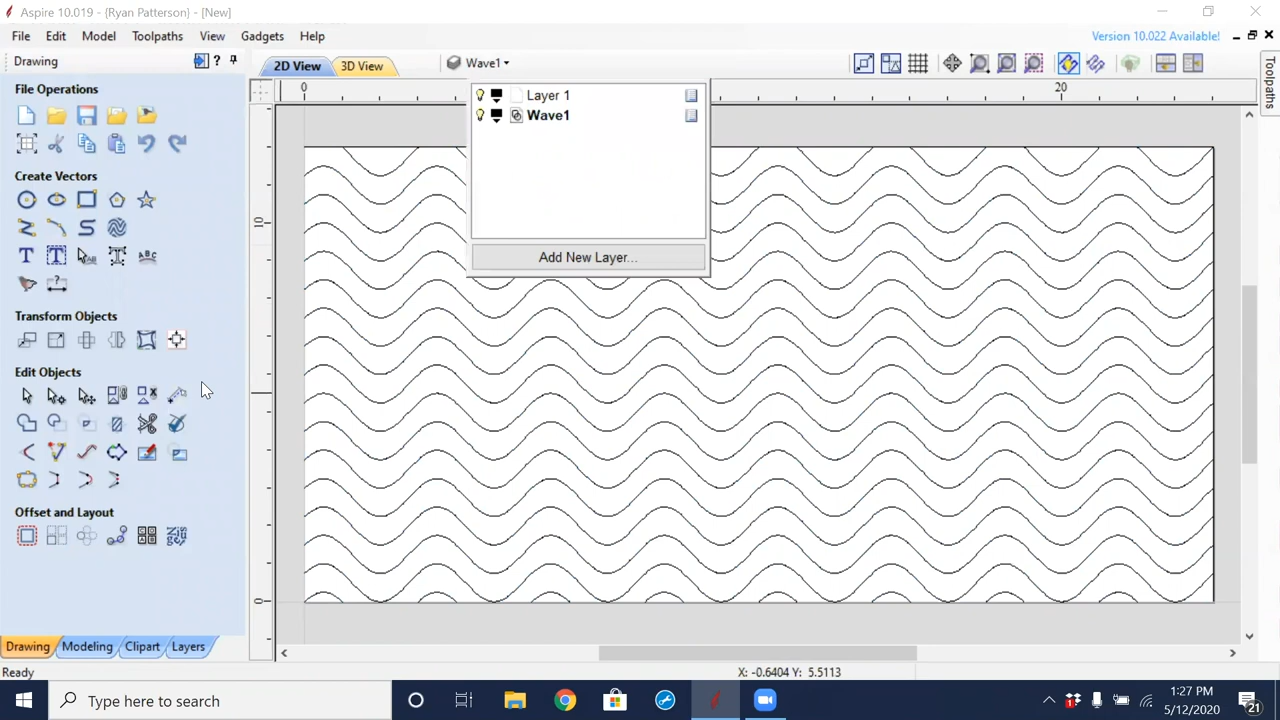 Aspire 10.019 - {Ryan Patterson} - [New]
File Edit Model Toolpaths View Gadgets Help
Version 10.022 Available!
Drawing
2D View
3D View
Wave1
Toolpaths
File Operations
0
20
Layer 1
Wave1
Add New Layer...
Create Vectors
10
Transform Objects
Edit Objects
Offset and Layout
0
Drawing Modeling Clipart Layers
Ready
X: -0.6404 Y: 5.5113
Type here to search
1:27 PM
5/12/2020
21